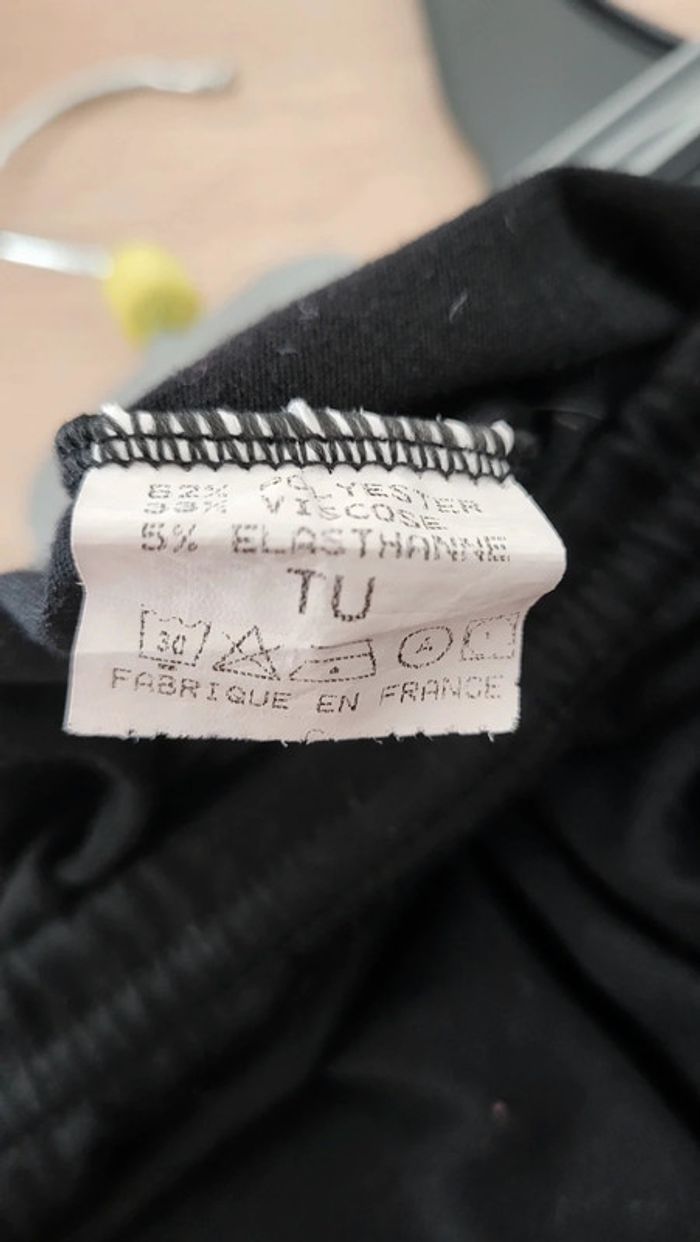 62% POLYESTER
33% VISCOSE
5% ELASTHANNE
TU
30 A
FABRIQUE EN FRANCE